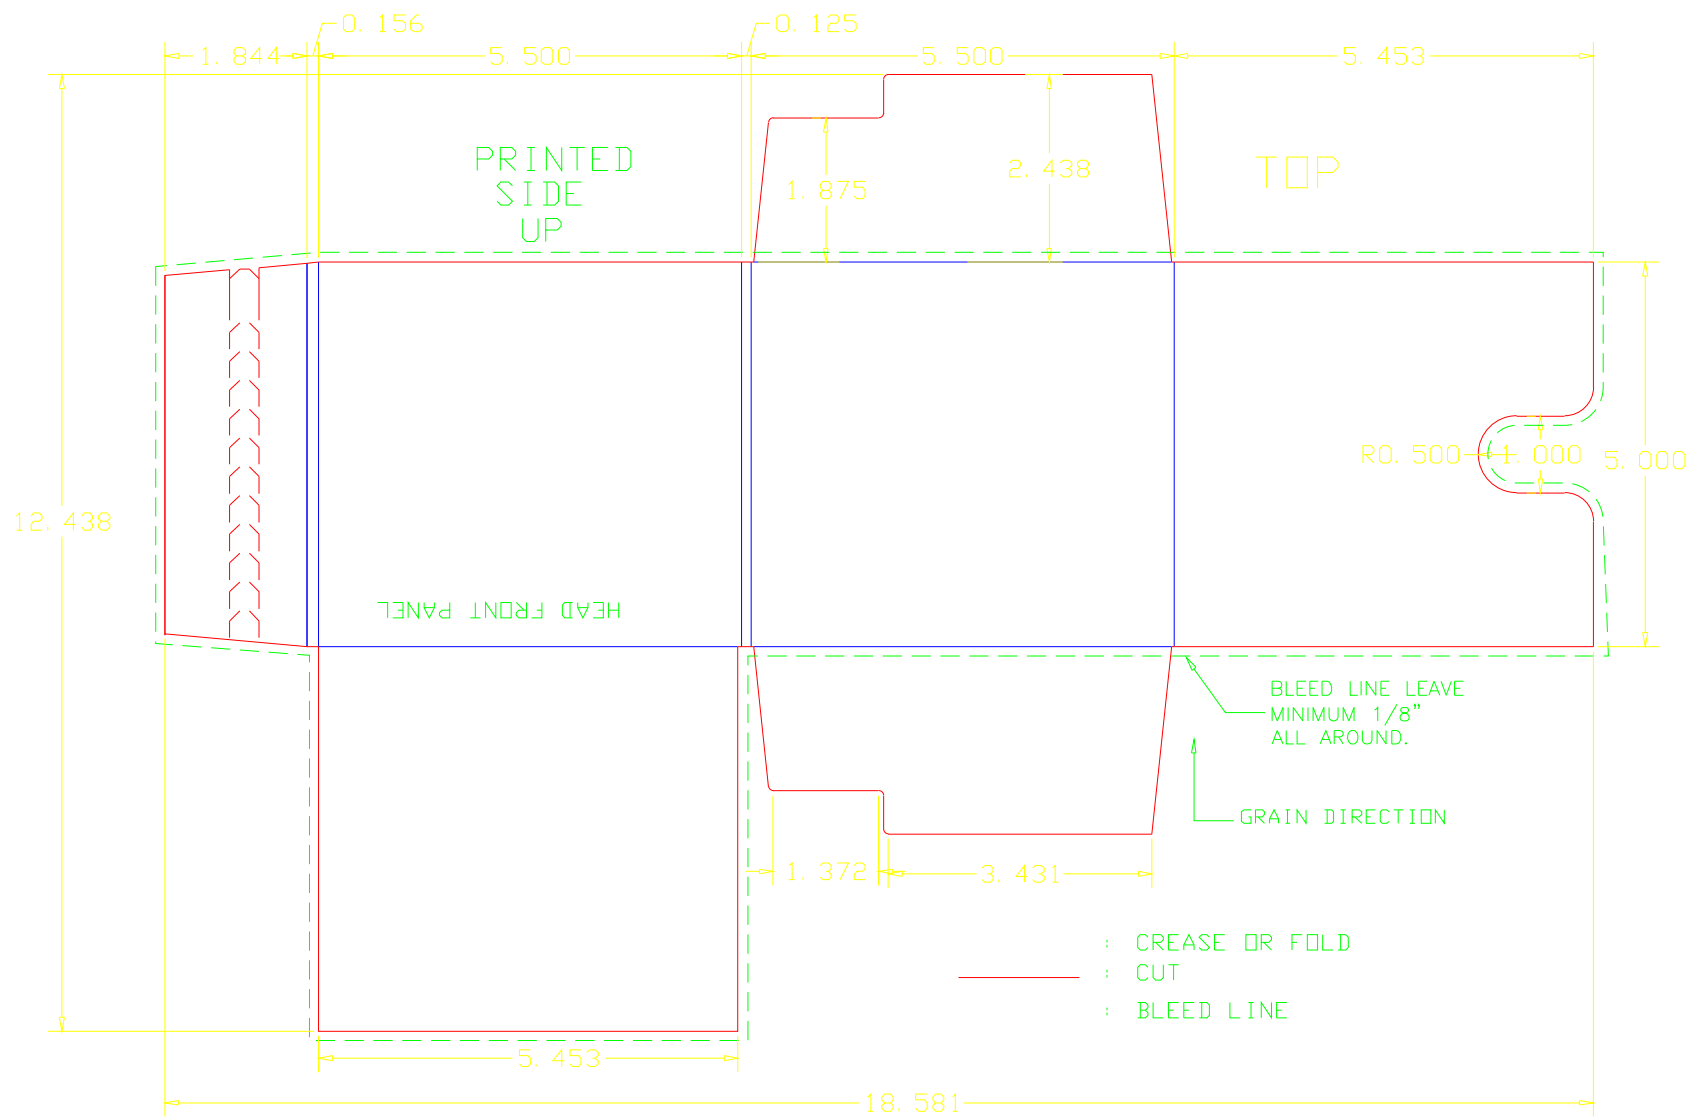 0.156
0.125
1.844
5.500
5.500
5.453
PRINTED
SIDE
UP
1.875
2.438
TOP
R0.500
1.000
5.000
12.438
HEAD FRONT PANEL
BLEED LINE LEAVE
MINIMUM 1/8"
ALL AROUND.
GRAIN DIRECTION
1.372
3.431
: CREASE OR FOLD
: CUT
: BLEED LINE
5.453
18.581